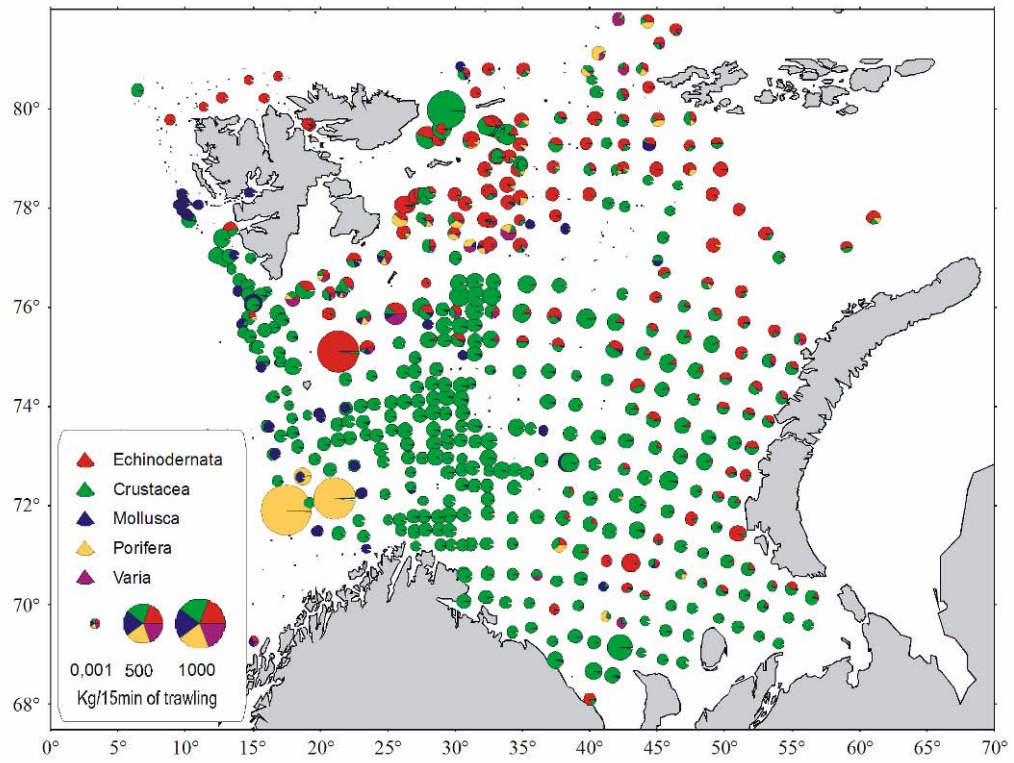 80°
78°
76°
74°
72°
70°
68°
Echinodernata
Crustacea
Mollusca
Porifera
Varia
0,001 500 1000
Kg/15min of trawling
0° 5° 10° 15° 20° 25° 30° 35° 40° 45° 50° 55° 60° 65° 70°